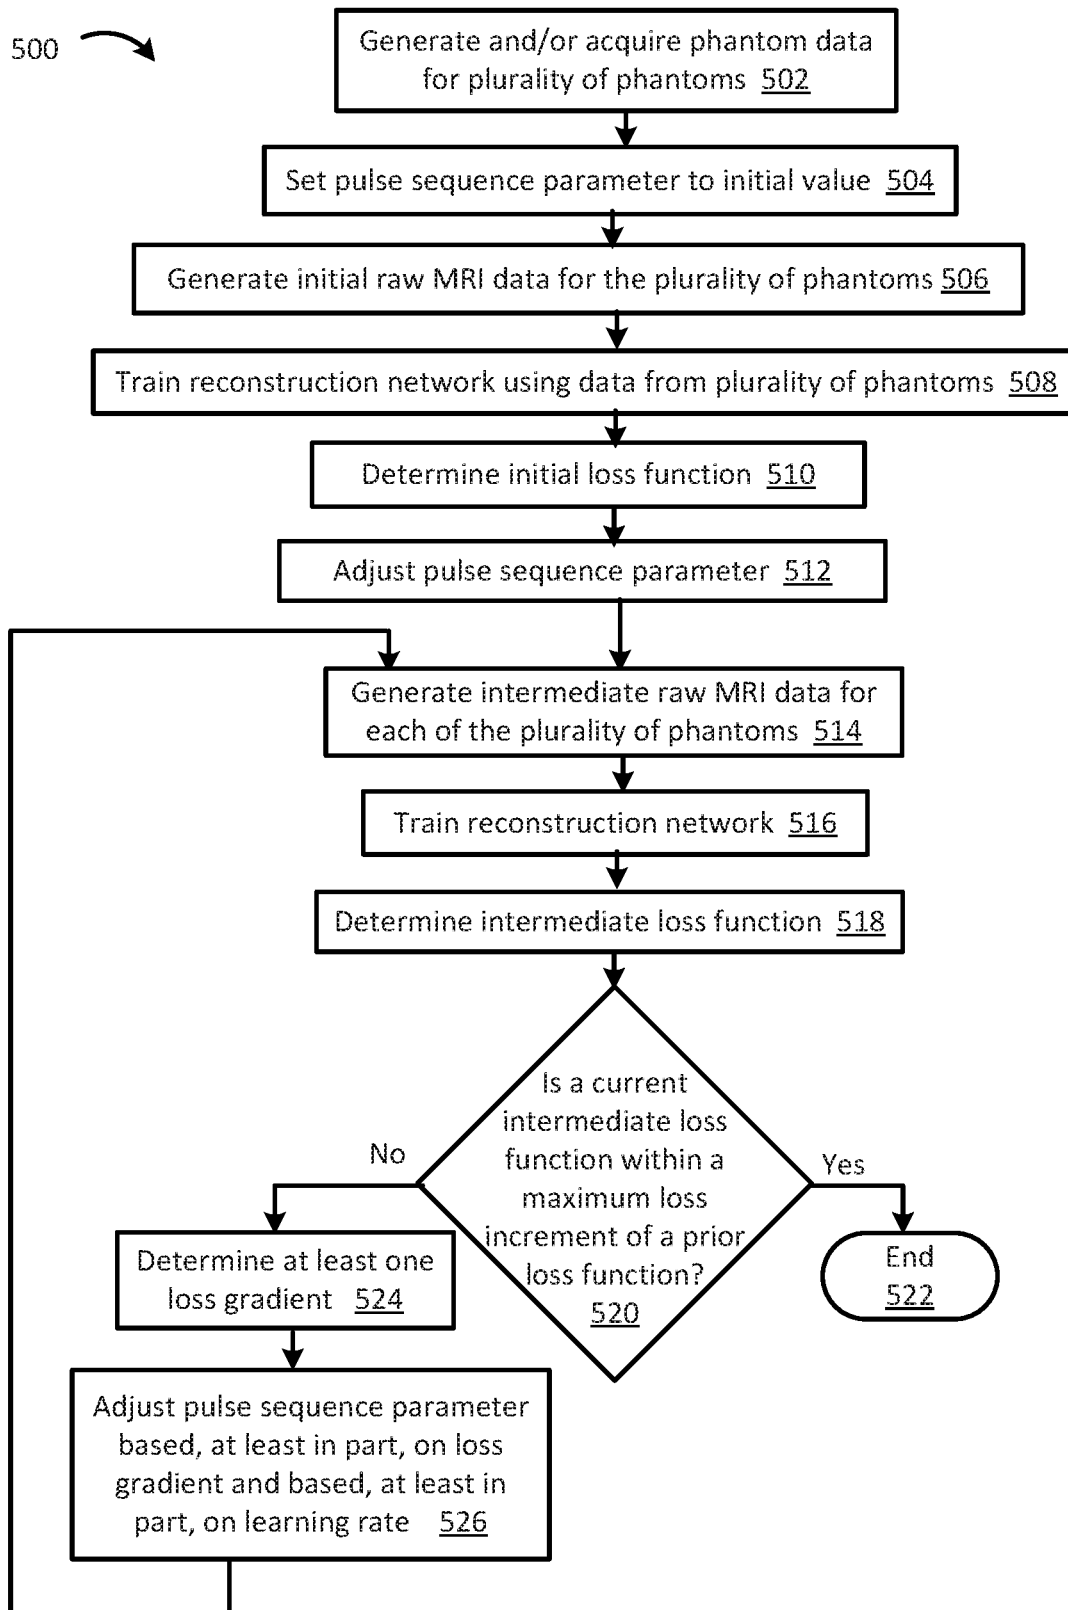 500
Generate and/or acquire phantom data
for plurality of phantoms 502
Set pulse sequence parameter to initial value 504
Generate initial raw MRI data for the plurality of phantoms 506
Train reconstruction network using data from plurality of phantoms 508
Determine initial loss function 510
Adjust pulse sequence parameter 512
Generate intermediate raw MRI data for
each of the plurality of phantoms 514
Train reconstruction network 516
Determine intermediate loss function 518
Is a current
intermediate loss
function within a
maximum loss
increment of a prior
loss function?
520
No
Yes
End
522
Determine at least one
loss gradient 524
Adjust pulse sequence parameter
based, at least in part, on loss
gradient and based, at least in
part, on learning rate 526